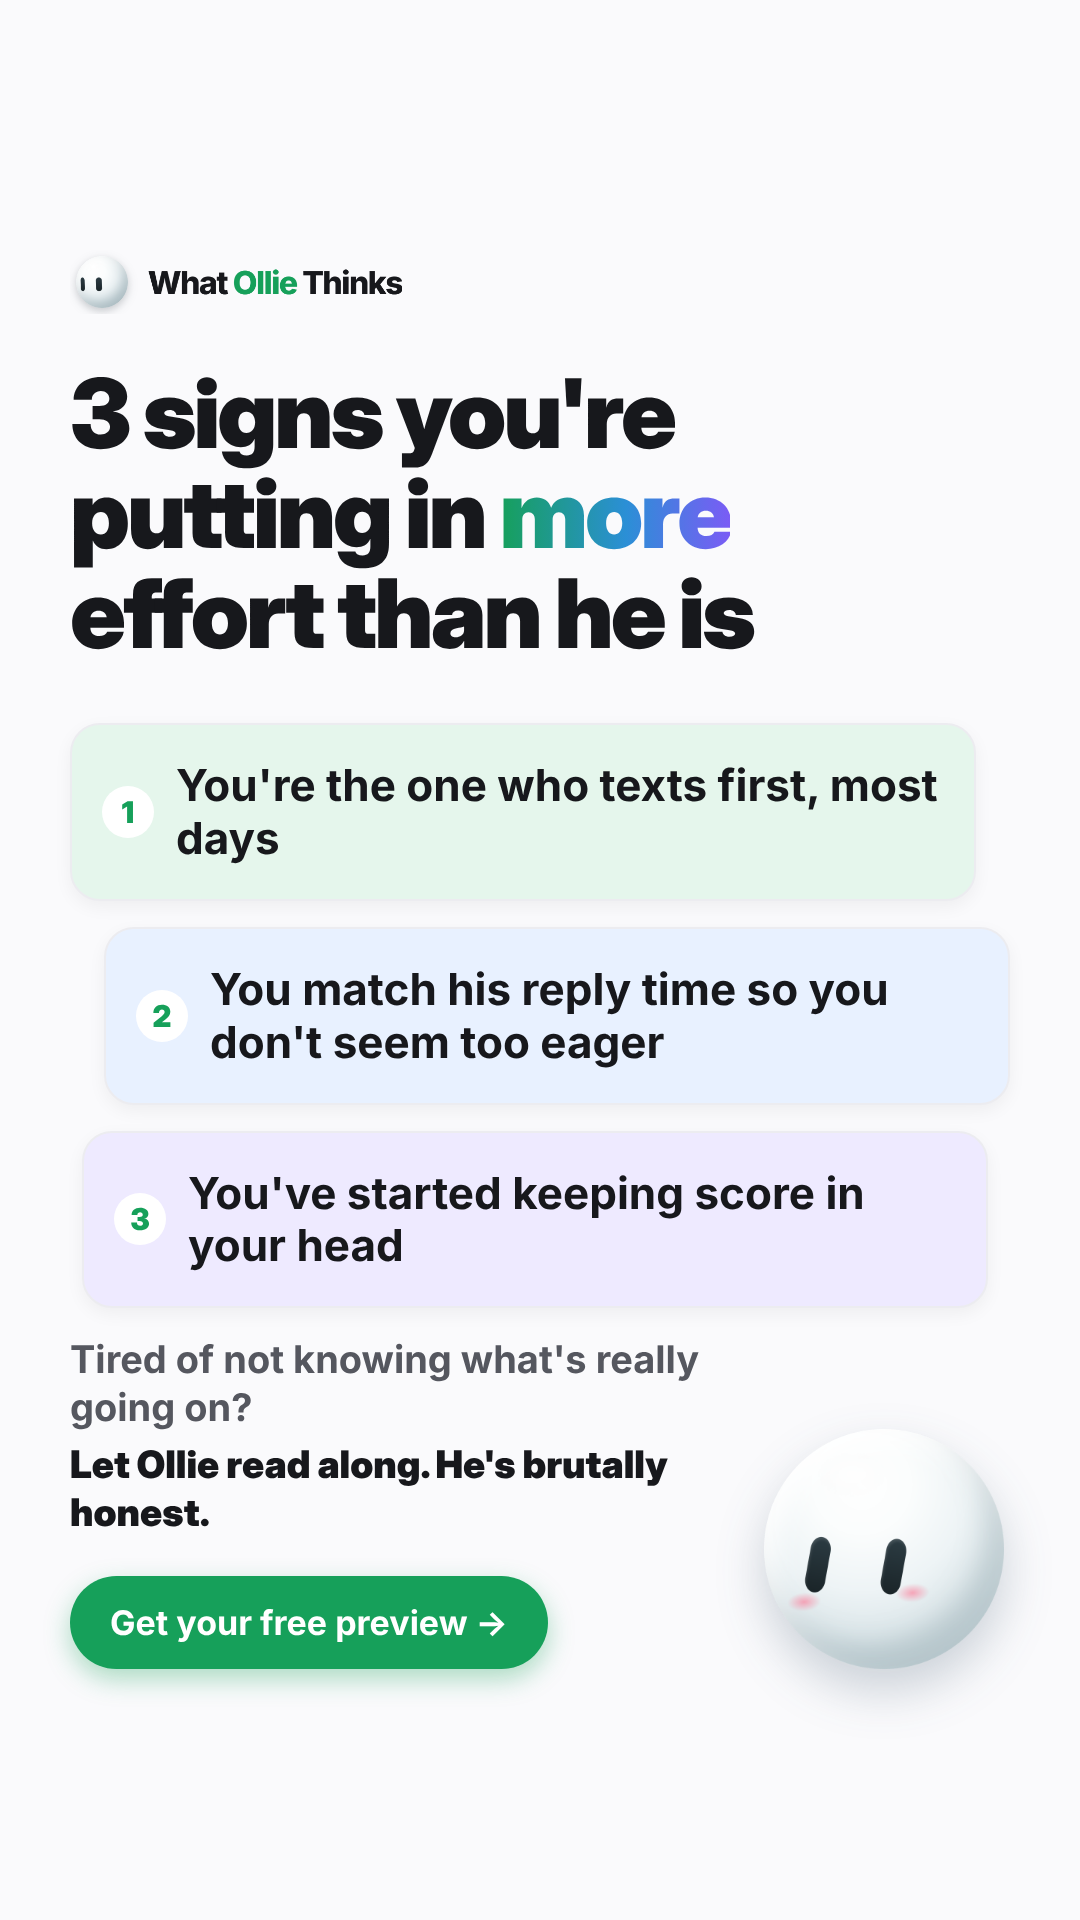 What Ollie Thinks
3 signs you're
putting in more
effort than he is
1
You're the one who texts first, most
days
2
You match his reply time so you
don't seem too eager
3
You've started keeping score in
your head
Tired of not knowing what's really
going on?
Let Ollie read along. He's brutally
honest.
Get your free preview →